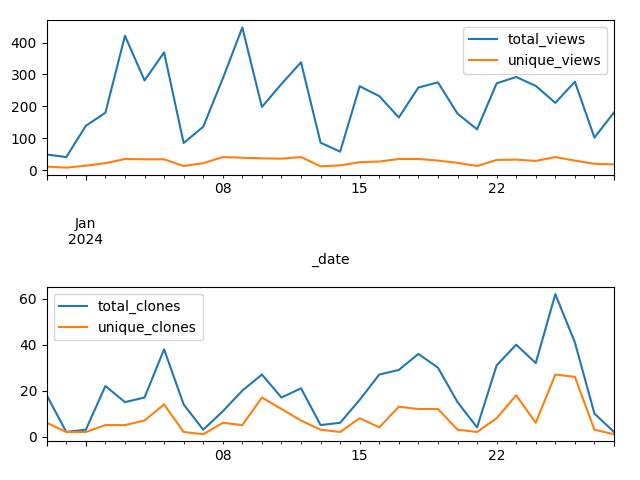 400
300
200
100
0
total_views
unique_views
08
15
22
Jan
2024
_date
60
40
20
0
total_clones
unique_clones
08
15
22